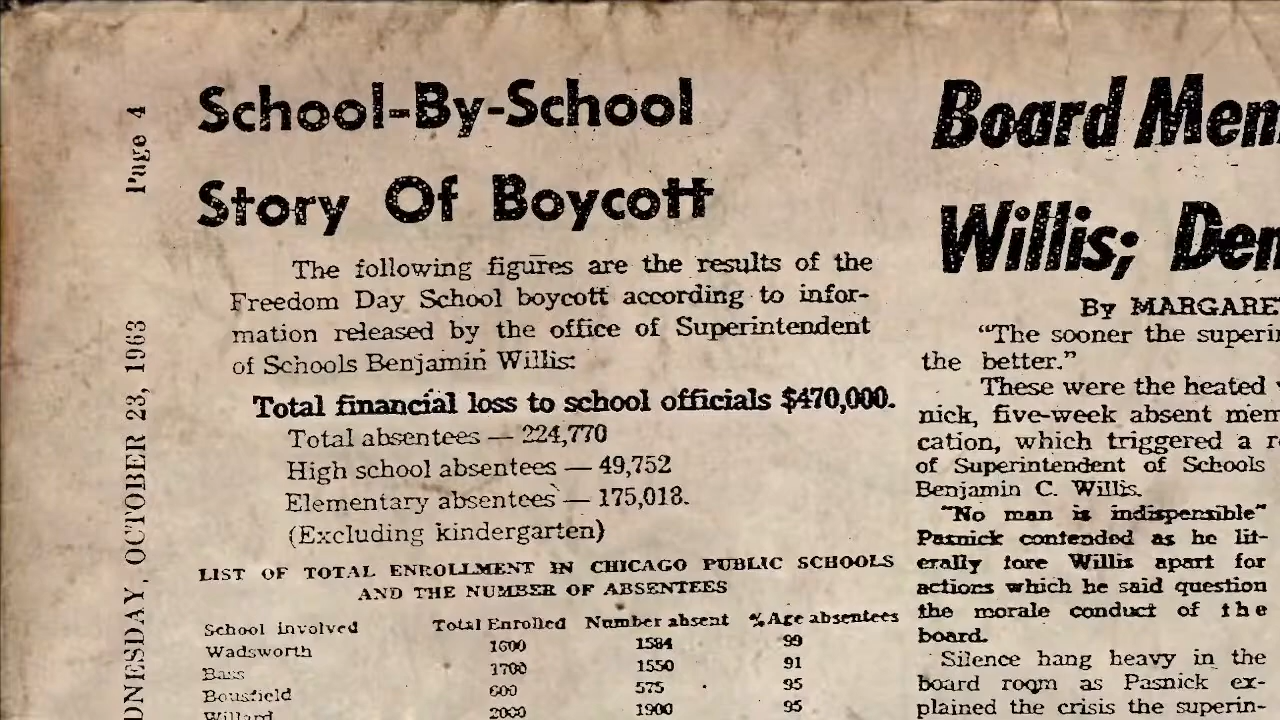 Page 4
WEDNESDAY, OCTOBER 23, 1963
School-By-School
Story Of Boycott
The following figures are the results of the
Freedom Day School boycott according to infor-
mation released by the office of Superintendent
of Schools Benjamin Willis:
Total financial loss to school officials $470,000.
Total absentees — 224,770
High school absentees — 49,752
Elementary absentees — 175,018.
(Excluding kindergarten)
LIST OF TOTAL ENROLLMENT IN CHICAGO PUBLIC SCHOOLS
AND THE NUMBER OF ABSENTEES
School involved Total Enrolled Number absent %Age absentees
Wadsworth 1600 1584 99
Bass 1700 1550 91
Bousfield 600 575 95
Willard 2000 1900 95
Board Mem
Willis; Den
By MARGARE
"The sooner the superi
the better."
These were the heated
nick, five-week absent mem
cation, which triggered a r
of Superintendent of Schools
Benjamin C. Willis.
"No man is indispensible"
Pasnick contended as he lit-
erally tore Willis apart for
actions which he said question
the morale conduct of the
board.
Silence hang heavy in the
board room as Pasnick ex-
plained the crisis the superin-